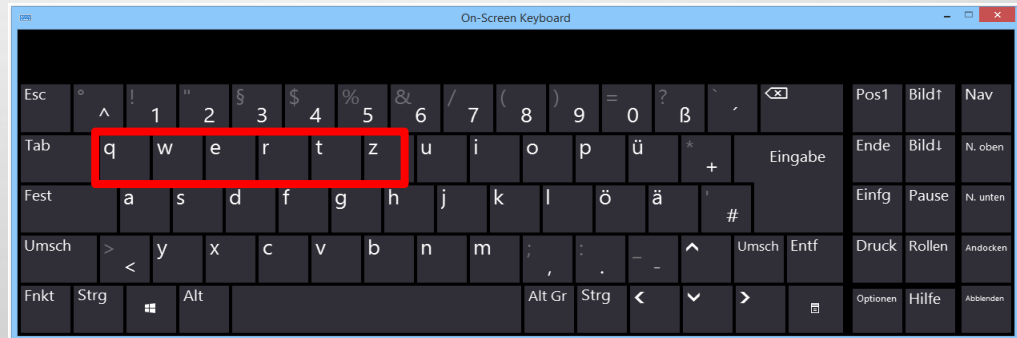 On-Screen Keyboard
Esc ° ^ ! 1 " 2 § 3 $ 4 % 5 & 6 / 7 ( 8 ) 9 = 0 ? ß ` ´ Pos1 Bild↑ Nav
Tab q w e r t z u i o p ü * + Eingabe Ende Bild↓ N. oben
Fest a s d f g h j k l ö ä ' # Einfg Pause N. unten
Umsch > < y x c v b n m ; , : . _ - Umsch Entf Druck Rollen Andocken
Fnkt Strg Alt Alt Gr Strg Optionen Hilfe Abblenden